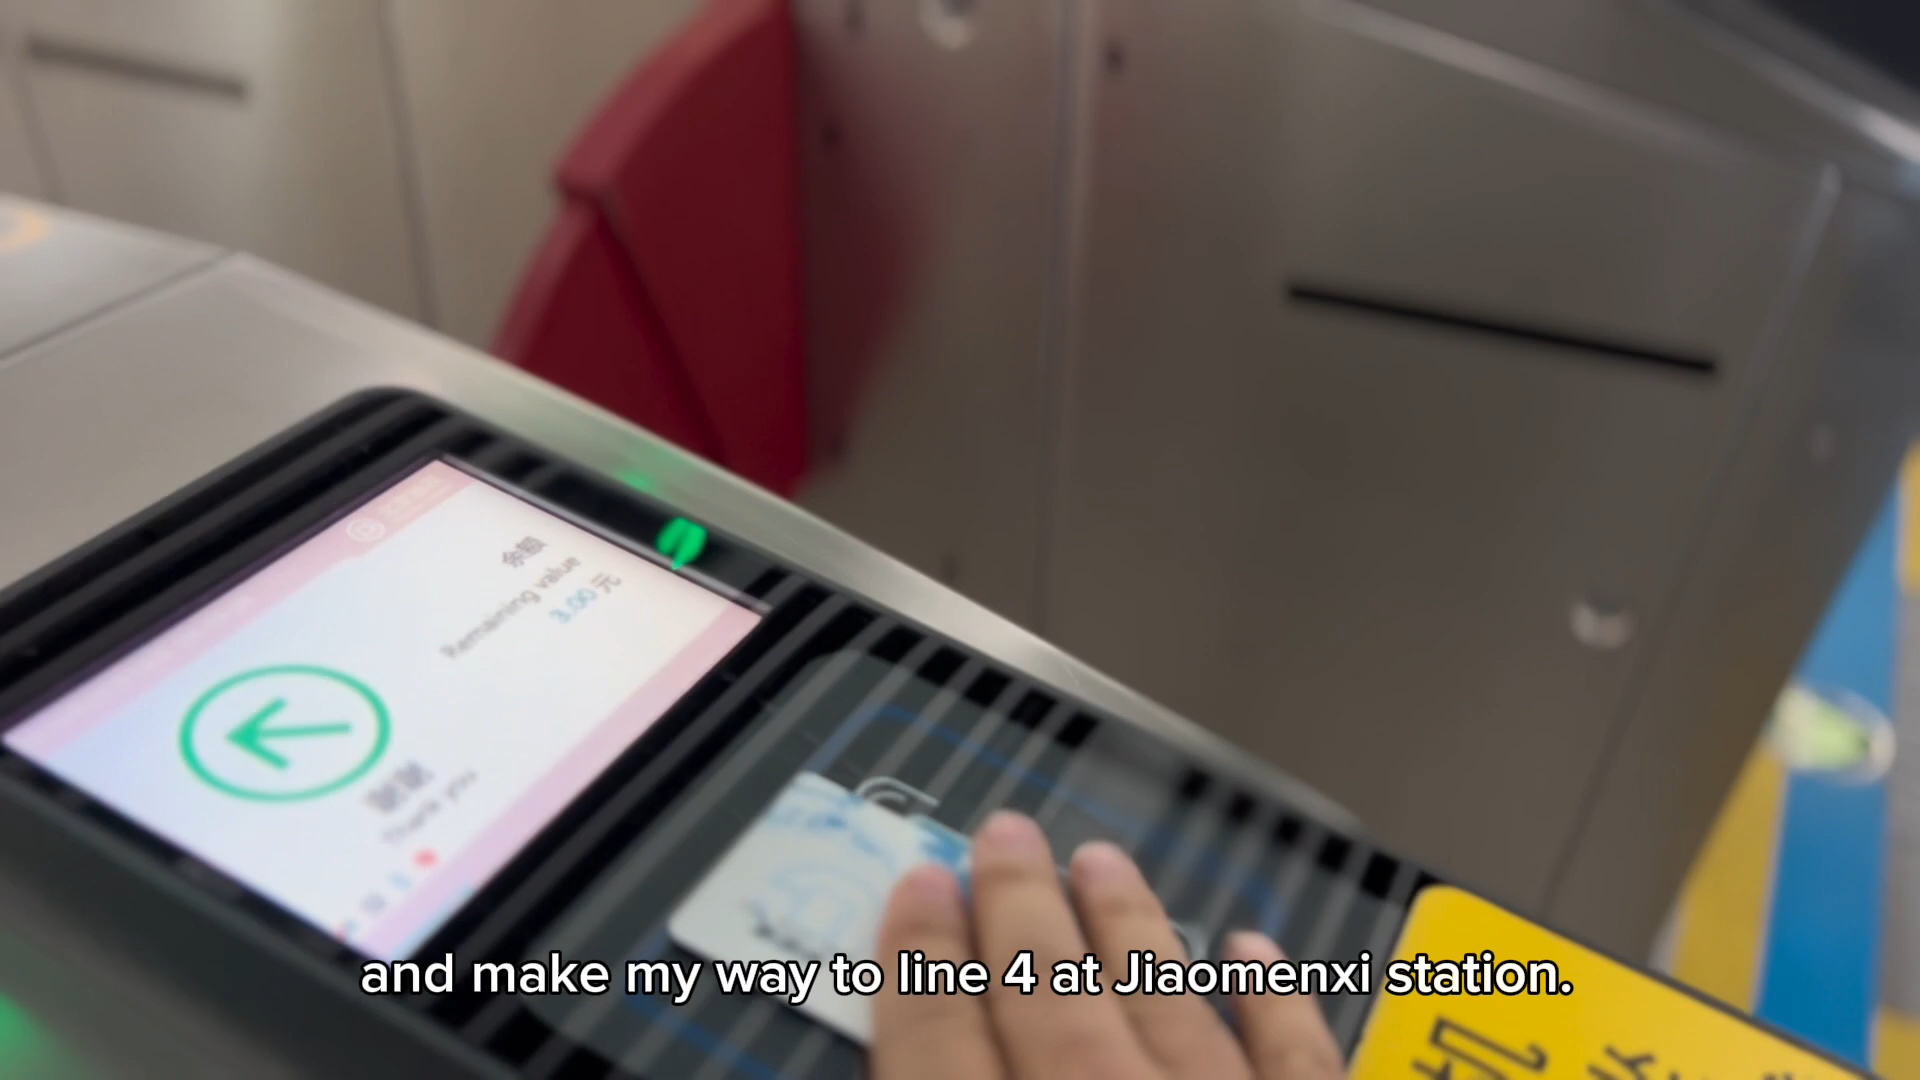 余额
Remaining value
3.00 元
谢谢
Thank you
and make my way to line 4 at Jiaomenxi station.